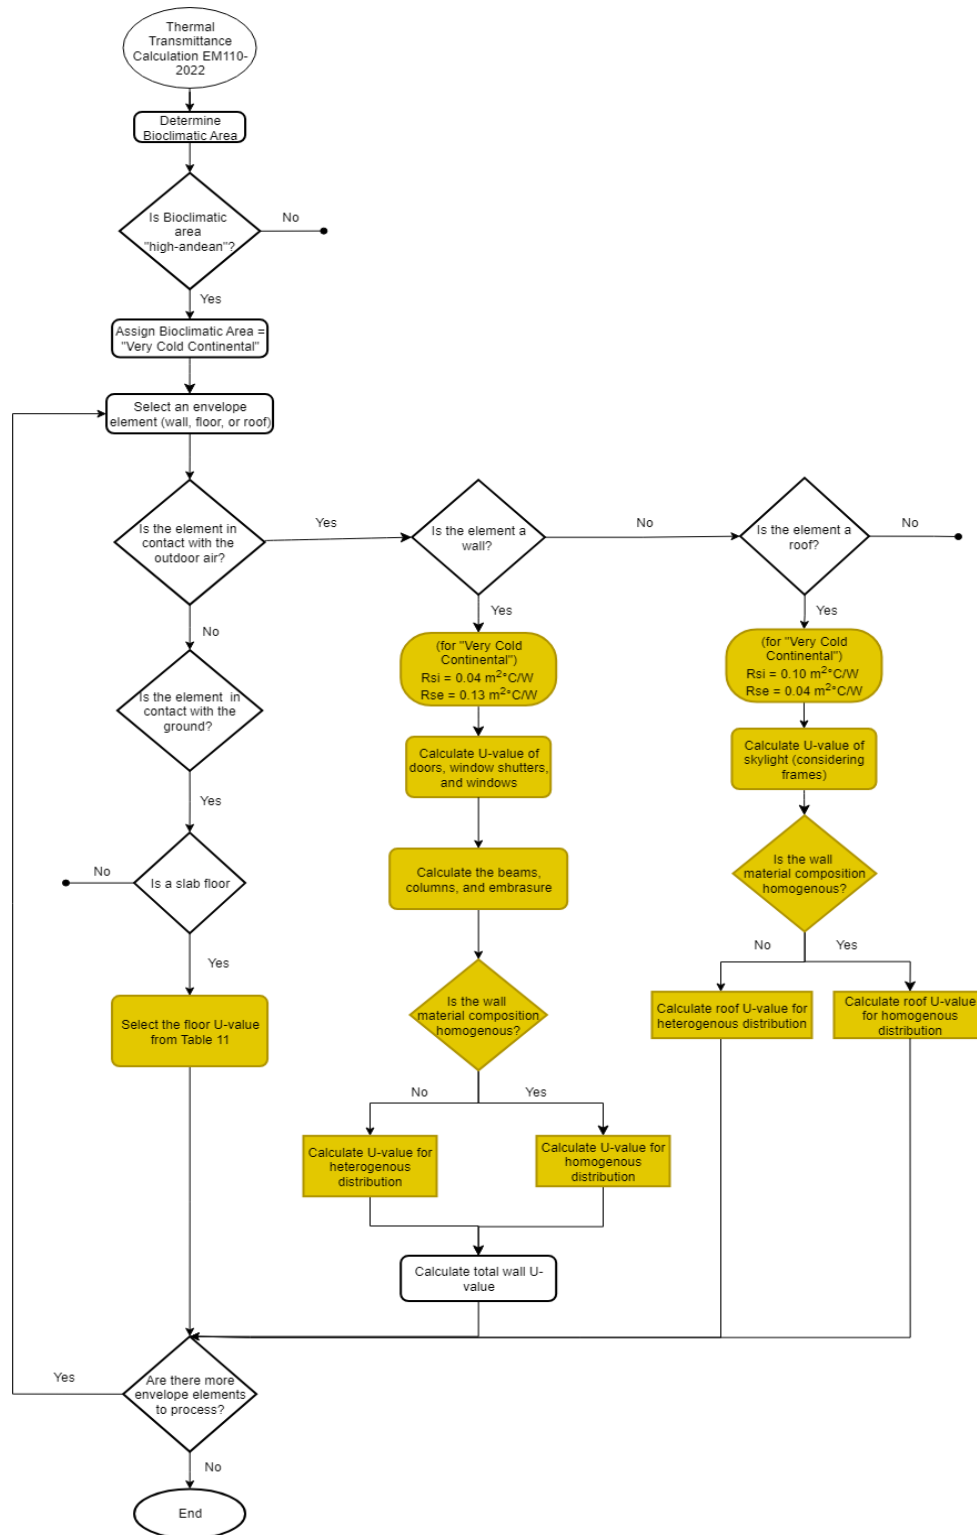 Thermal
Transmittance
Calculation EM110-
2022
Determine
Bioclimatic Area
Is Bioclimatic
area
"high-andean"?
No
Yes
Assign Bioclimatic Area =
"Very Cold Continental"
Select an envelope
element (wall, floor, or roof)
Is the element in
contact with the
outdoor air?
Yes
Is the element a
wall?
No
Is the element a
roof?
No
No
Yes
Yes
Is the element in
contact with the
ground?
(for "Very Cold
Continental")
Rsi = 0.04 m²°C/W
Rse = 0.13 m²°C/W
(for "Very Cold
Continental")
Rsi = 0.10 m²°C/W
Rse = 0.04 m²°C/W
Calculate U-value of
doors, window shutters,
and windows
Calculate U-value of
skylight (considering
frames)
Yes
No
Is a slab floor
Calculate the beams,
columns, and embrasure
Is the wall
material composition
homogenous?
Yes
No
Yes
Select the floor U-value
from Table 11
Is the wall
material composition
homogenous?
Calculate roof U-value for
heterogenous distribution
Calculate roof U-value
for homogenous
distribution
No
Yes
Calculate U-value for
heterogenous
distribution
Calculate U-value for
homogenous
distribution
Calculate total wall U-
value
Yes
Are there more
envelope elements
to process?
No
End